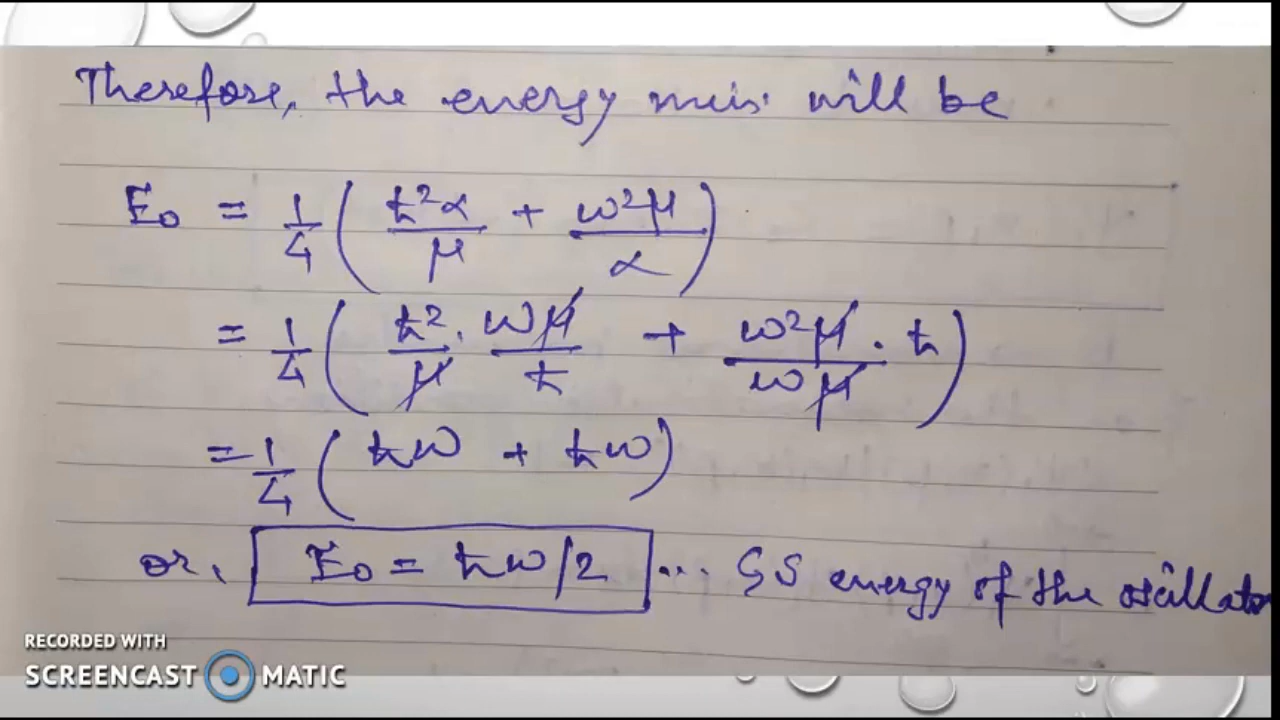 Therefore, the energy min. will be
E₀ = 1/4 ( ħ²α/μ + ω²μ/α )
= 1/4 ( ħ²/μ · ωμ/ħ + ω²μ/ωμ · ħ )
= 1/4 ( ħω + ħω )
or, E₀ = ħω/2 ... GS energy of the oscillator
RECORDED WITH
SCREENCAST MATIC